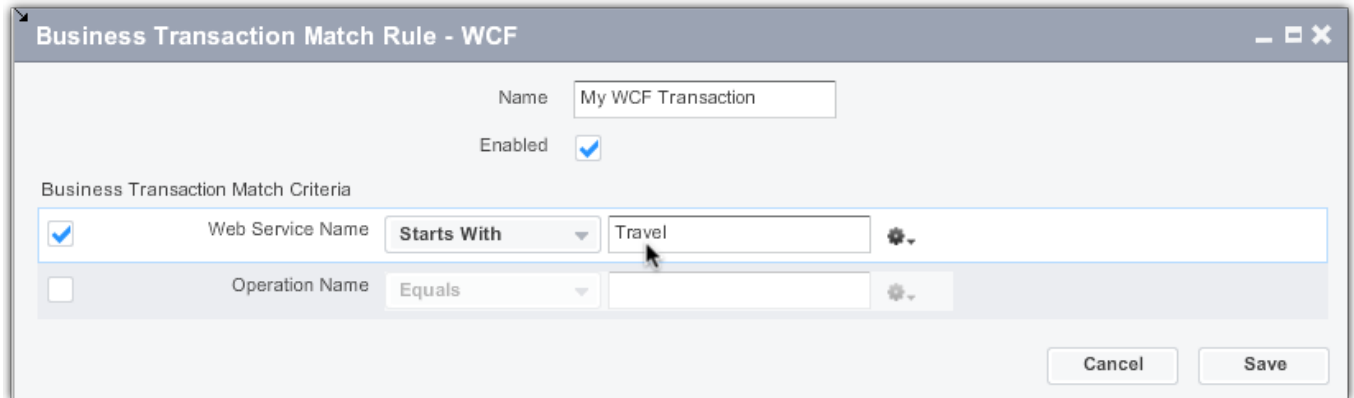 Business Transaction Match Rule - WCF
Name My WCF Transaction
Enabled
Business Transaction Match Criteria
Web Service Name Starts With Travel
Operation Name Equals
Cancel Save